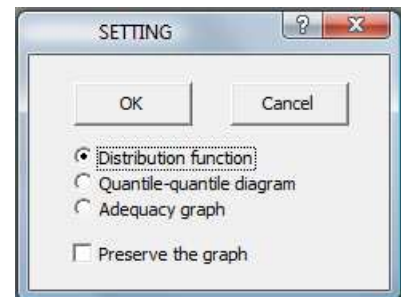 SETTING
OK Cancel
Distribution function
Quantile-quantile diagram
Adequacy graph
Preserve the graph